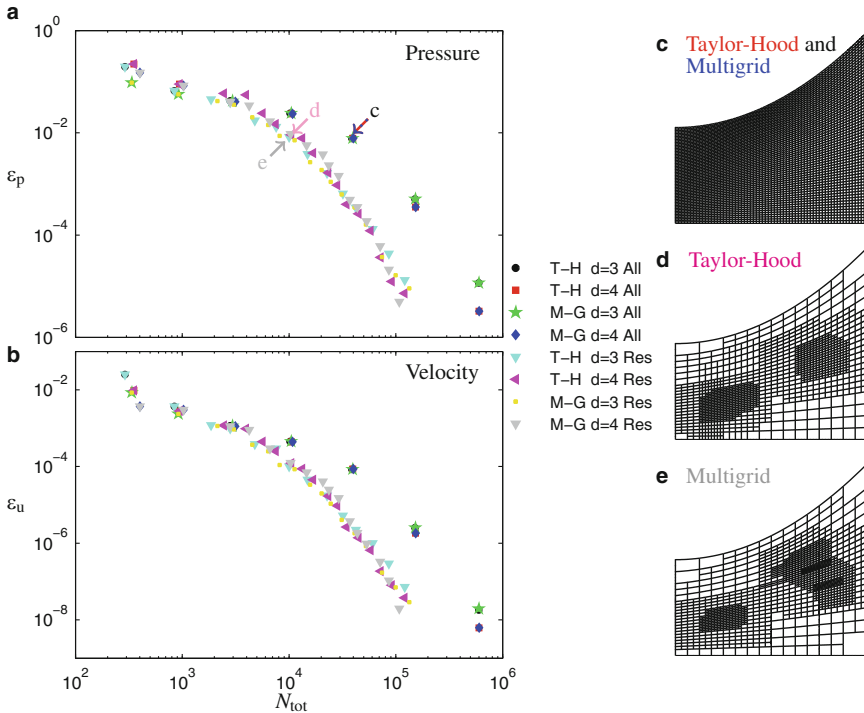 a
10^0
10^-2
10^-4
10^-6
ε_p
Pressure
c
d
e
b
10^-2
10^-4
10^-6
10^-8
ε_u
Velocity
10^2
10^3
10^4
10^5
10^6
N_tot
T−H d=3 All
T−H d=4 All
M−G d=3 All
M−G d=4 All
T−H d=3 Res
T−H d=4 Res
M−G d=3 Res
M−G d=4 Res
c Taylor-Hood and
Multigrid
d Taylor-Hood
e Multigrid